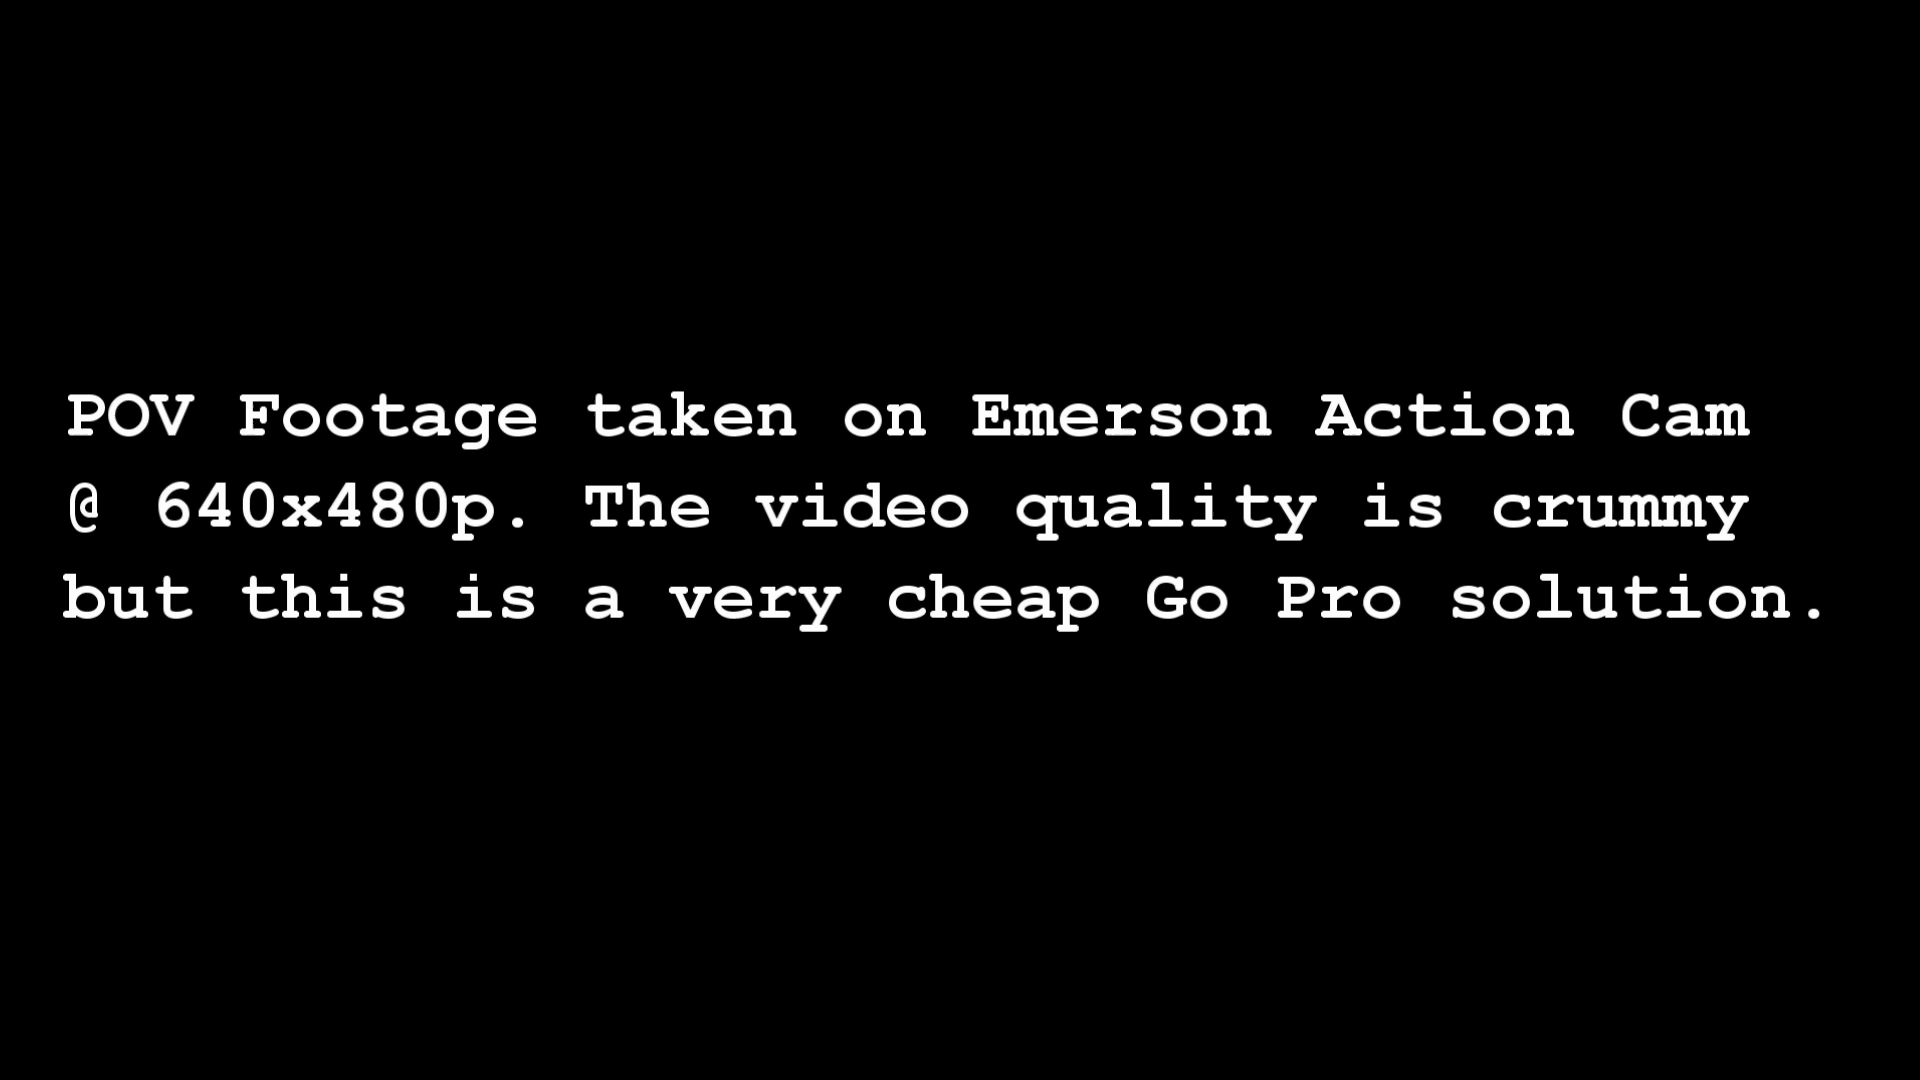 POV Footage taken on Emerson Action Cam
@ 640x480p. The video quality is crummy
but this is a very cheap Go Pro solution.